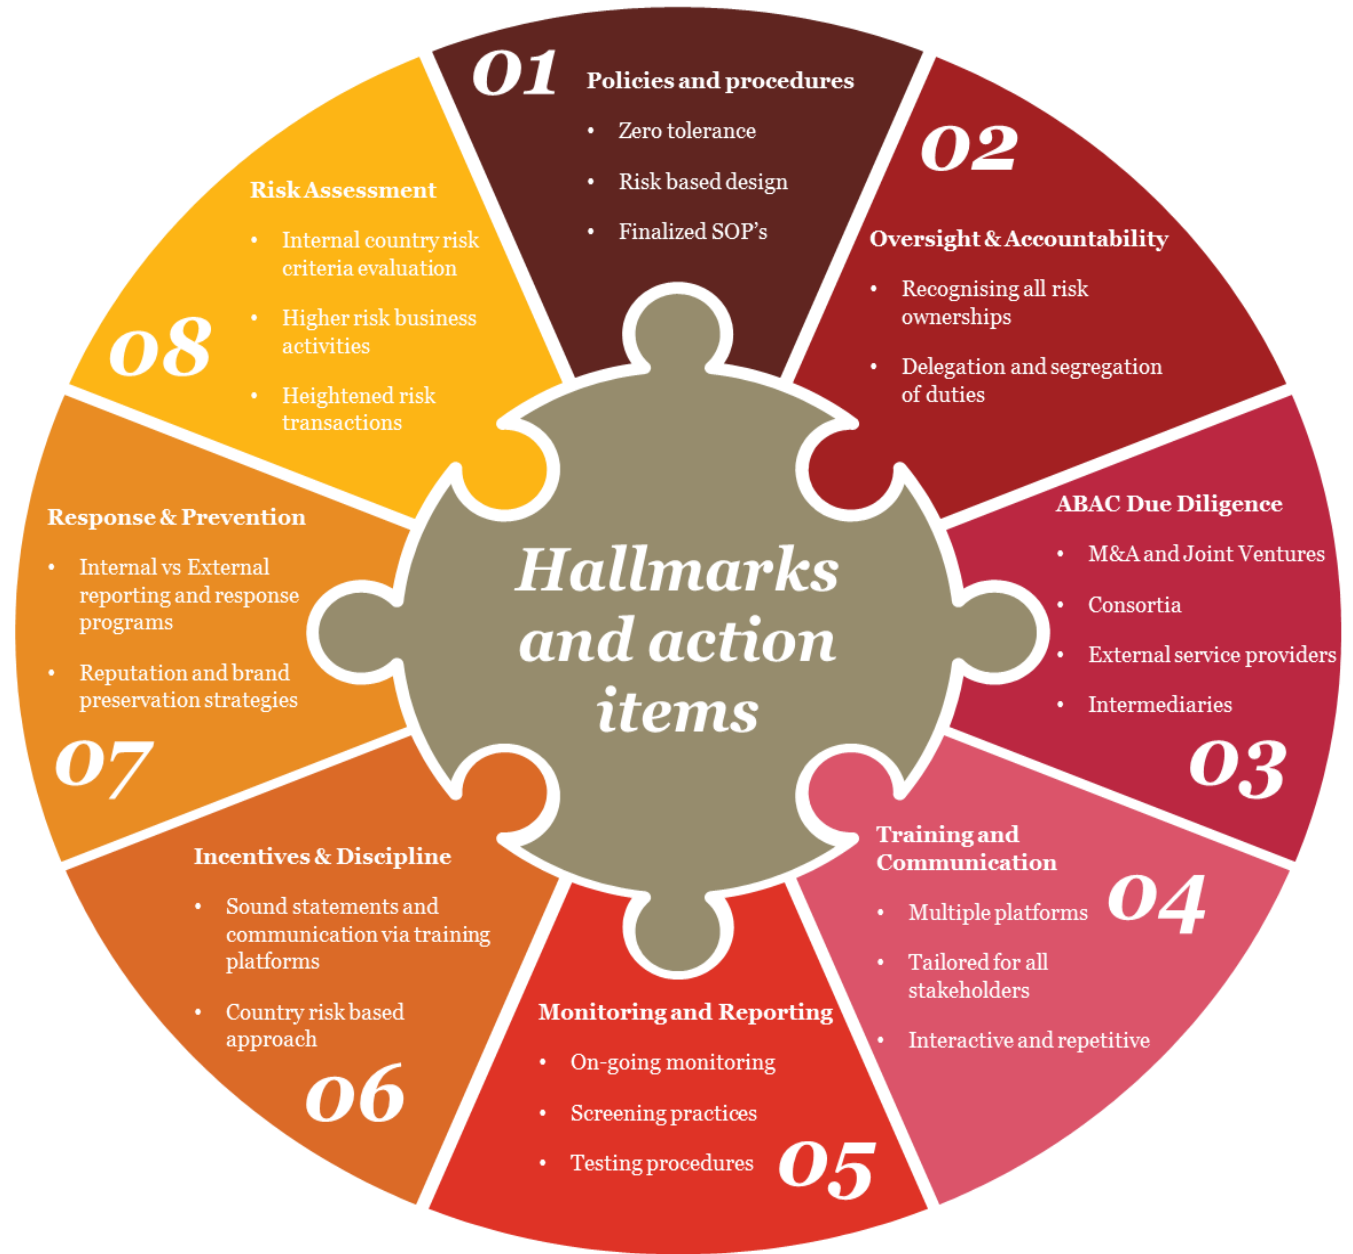 Hallmarks
and action
items
01
Policies and procedures
• Zero tolerance
• Risk based design
• Finalized SOP's
02
Oversight & Accountability
• Recognising all risk
ownerships
• Delegation and segregation
of duties
ABAC Due Diligence
• M&A and Joint Ventures
• Consortia
• External service providers
• Intermediaries
03
Training and
Communication
04
• Multiple platforms
• Tailored for all
stakeholders
• Interactive and repetitive
Monitoring and Reporting
• On-going monitoring
• Screening practices
• Testing procedures
05
Incentives & Discipline
• Sound statements and
communication via training
platforms
• Country risk based
approach
06
Response & Prevention
• Internal vs External
reporting and response
programs
• Reputation and brand
preservation strategies
07
Risk Assessment
• Internal country risk
criteria evaluation
• Higher risk business
activities
• Heightened risk
transactions
08